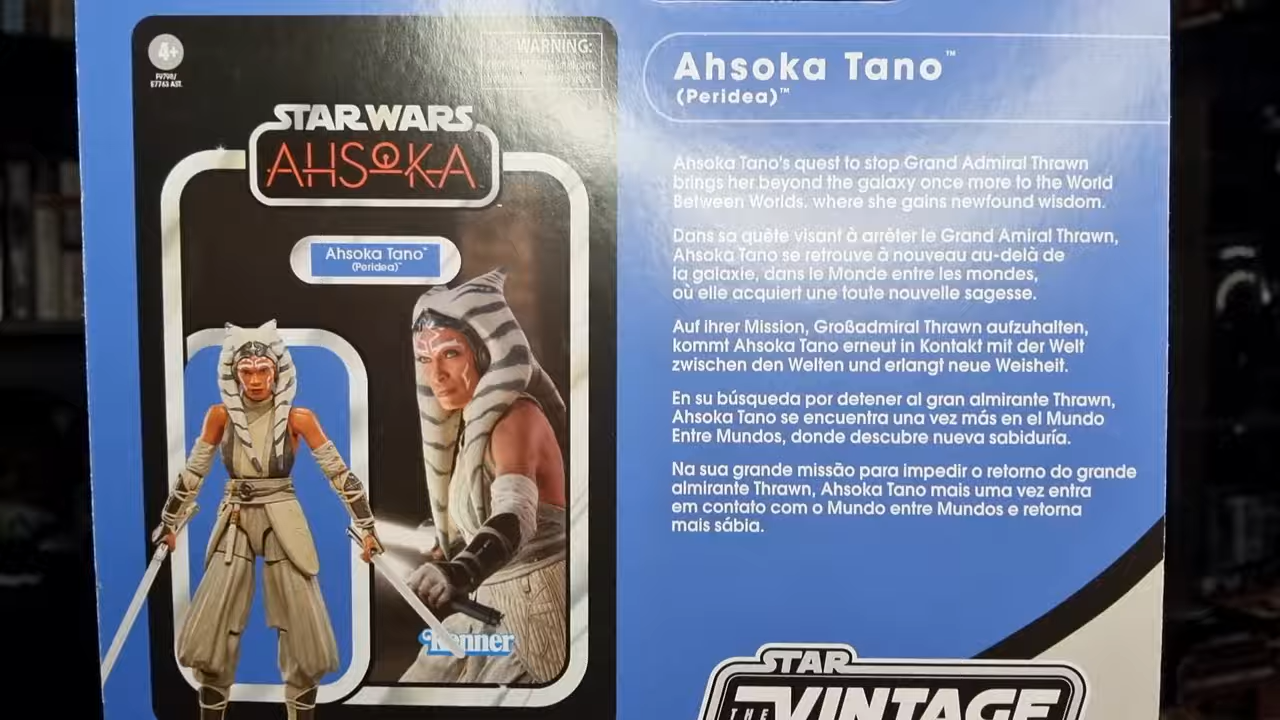 4+
F9798/
E7763 AST.
WARNING:
STAR WARS
AHSOKA
Ahsoka Tano™
(Peridea)™
Kenner
Ahsoka Tano™
(Peridea)™
Ahsoka Tano's quest to stop Grand Admiral Thrawn
brings her beyond the galaxy once more to the World
Between Worlds, where she gains newfound wisdom.
Dans sa quête visant à arrêter le Grand Amiral Thrawn,
Ahsoka Tano se retrouve à nouveau au-delà de
la galaxie, dans le Monde entre les mondes,
où elle acquiert une toute nouvelle sagesse.
Auf ihrer Mission, Großadmiral Thrawn aufzuhalten,
kommt Ahsoka Tano erneut in Kontakt mit der Welt
zwischen den Welten und erlangt neue Weisheit.
En su búsqueda por detener al gran almirante Thrawn,
Ahsoka Tano se encuentra una vez más en el Mundo
Entre Mundos, donde descubre nueva sabiduría.
Na sua grande missão para impedir o retorno do grande
almirante Thrawn, Ahsoka Tano mais uma vez entra
em contato com o Mundo entre Mundos e retorna
mais sábia.
STAR
THE VINTAGE